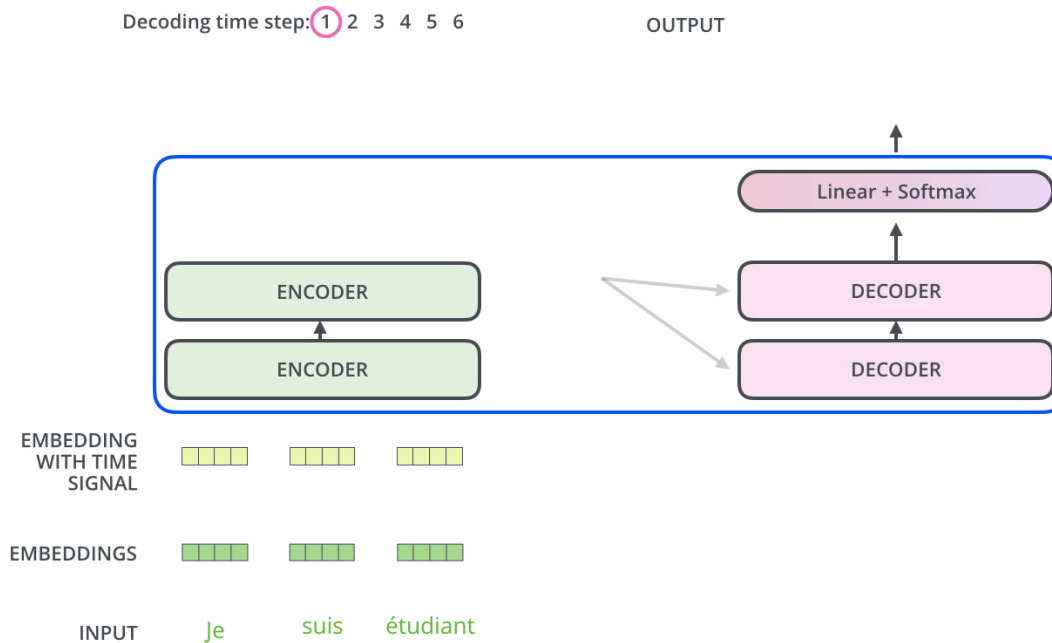 Decoding time step: 1 2 3 4 5 6
OUTPUT
Linear + Softmax
ENCODER
DECODER
ENCODER
DECODER
EMBEDDING
WITH TIME
SIGNAL
EMBEDDINGS
INPUT
Je
suis
étudiant